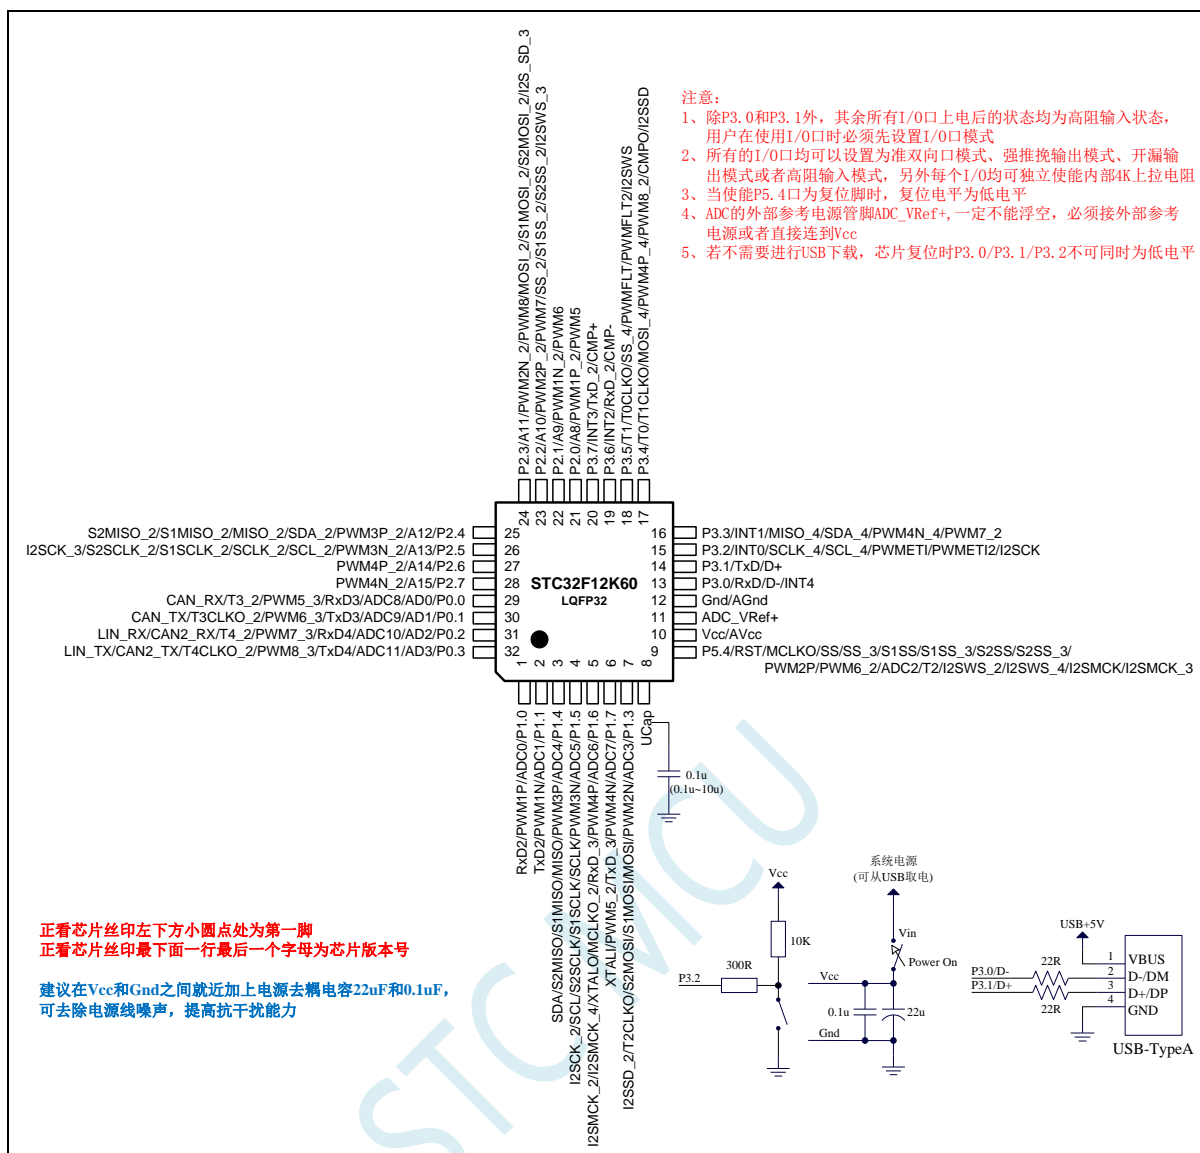 注意：
1、除P3.0和P3.1外，其余所有I/O口上电后的状态均为高阻输入状态，
用户在使用I/O口时必须先设置I/O口模式
2、所有的I/O口均可以设置为准双向口模式、强推挽输出模式、开漏输
出模式或者高阻输入模式，另外每个I/O均可独立使能内部4K上拉电阻
3、当使能P5.4口为复位脚时，复位电平为低电平
4、ADC的外部参考电源管脚ADC_VRef+,一定不能浮空，必须接外部参考
电源或者直接连到Vcc
5、若不需要进行USB下载，芯片复位时P3.0/P3.1/P3.2不可同时为低电平
P2.3/A11/PWM2N_2/PWM8/MOSI_2/S1MOSI_2/S2MOSI_2/I2S_SD_3
P2.2/A10/PWM2P_2/PWM7/SS_2/S1SS_2/S2SS_2/I2SWS_3
P2.1/A9/PWM1N_2/PWM6
P2.0/A8/PWM1P_2/PWM5
P3.7/INT3/TxD_2/CMP+
P3.6/INT2/RxD_2/CMP-
P3.5/T1/T0CLKO/SS_4/PWMFLT/PWMFLT2/I2SWS
P3.4/T0/T1CLKO/MOSI_4/PWM4P_4/PWM8_2/CMPO/I2SSD
24 23 22 21 20 19 18 17
S2MISO_2/S1MISO_2/MISO_2/SDA_2/PWM3P_2/A12/P2.4 25
I2SCK_3/S2SCLK_2/S1SCLK_2/SCLK_2/SCL_2/PWM3N_2/A13/P2.5 26
PWM4P_2/A14/P2.6 27
PWM4N_2/A15/P2.7 28
CAN_RX/T3_2/PWM5_3/RxD3/ADC8/AD0/P0.0 29
CAN_TX/T3CLKO_2/PWM6_3/TxD3/ADC9/AD1/P0.1 30
LIN_RX/CAN2_RX/T4_2/PWM7_3/RxD4/ADC10/AD2/P0.2 31
LIN_TX/CAN2_TX/T4CLKO_2/PWM8_3/TxD4/ADC11/AD3/P0.3 32
STC32F12K60
LQFP32
16 P3.3/INT1/MISO_4/SDA_4/PWM4N_4/PWM7_2
15 P3.2/INT0/SCLK_4/SCL_4/PWMETI/PWMETI2/I2SCK
14 P3.1/TxD/D+
13 P3.0/RxD/D-/INT4
12 Gnd/AGnd
11 ADC_VRef+
10 Vcc/AVcc
9 P5.4/RST/MCLKO/SS/SS_3/S1SS/S1SS_3/S2SS/S2SS_3/
PWM2P/PWM6_2/ADC2/T2/I2SWS_2/I2SWS_4/I2SMCK/I2SMCK_3
1 2 3 4 5 6 7 8
RxD2/PWM1P/ADC0/P1.0
TxD2/PWM1N/ADC1/P1.1
SDA/S2MISO/S1MISO/MISO/PWM3P/ADC4/P1.4
I2SCK_2/SCL/S2SCLK/S1SCLK/SCLK/PWM3N/ADC5/P1.5
I2SMCK_2/I2SMCK_4/XTALO/MCLKO_2/RxD_3/PWM4P/ADC6/P1.6
XTALI/PWM5_2/TxD_3/PWM4N/ADC7/P1.7
I2SSD_2/T2CLKO/S2MOSI/S1MOSI/MOSI/PWM2N/ADC3/P1.3
UCap
0.1u
(0.1u~10u)
正看芯片丝印左下方小圆点处为第一脚
正看芯片丝印最下面一行最后一个字母为芯片版本号
建议在Vcc和Gnd之间就近加上电源去耦电容22uF和0.1uF，
可去除电源线噪声，提高抗干扰能力
Vcc
10K
300R
P3.2
系统电源
(可从USB取电)
Vin
Power On
Vcc
0.1u
22u
Gnd
USB+5V
P3.0/D-
P3.1/D+
22R
22R
1 VBUS
2 D-/DM
3 D+/DP
4 GND
USB-TypeA
STCMCU